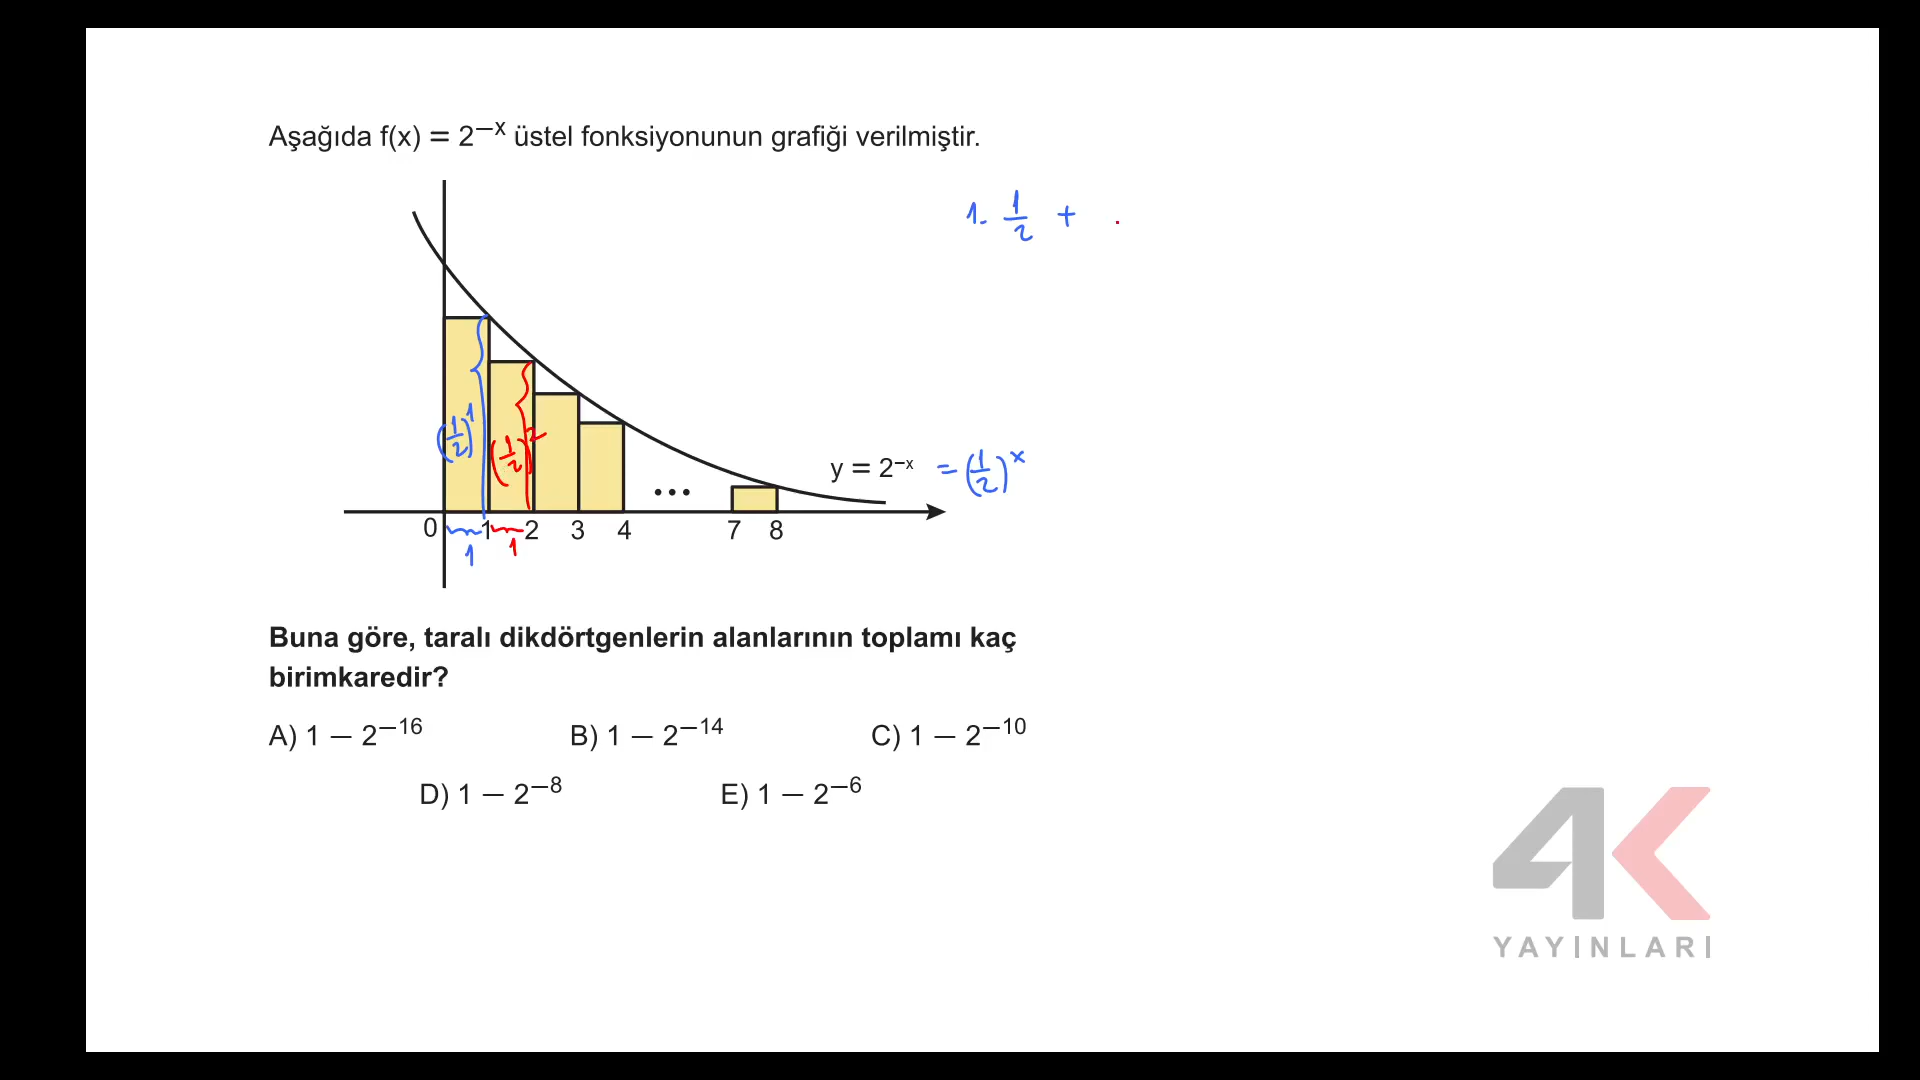 Aşağıda f(x) = 2^–x üstel fonksiyonunun grafiği verilmiştir.
1. 1/2 + .
(1/2)^1
(1/2)^2
y = 2^–x = (1/2)^x
...
0 1 2 3 4 7 8
1 1
Buna göre, taralı dikdörtgenlerin alanlarının toplamı kaç
birimkaredir?
A) 1 – 2^–16 B) 1 – 2^–14 C) 1 – 2^–10
D) 1 – 2^–8 E) 1 – 2^–6
4K
YAYINLARI